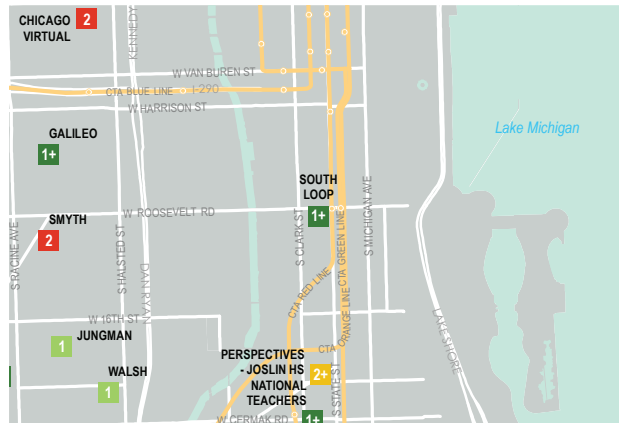 CHICAGO
VIRTUAL
2
KENNEDY
W VAN BUREN ST
CTA BLUE LINE
I-290
W HARRISON ST
Lake Michigan
GALILEO
1+
SOUTH
LOOP
1+
SMYTH
2
W ROOSEVELT RD
S RACINE AVE
S HALSTED ST
DAN RYAN
S CLARK ST
CTA GREEN LINE
S MICHIGAN AVE
CTA RED LINE
CTA ORANGE LINE
LAKE SHORE
W 16TH ST
JUNGMAN
1
WALSH
1
PERSPECTIVES
- JOSLIN HS
2+
NATIONAL
TEACHERS
1+
S STATE ST
W CERMAK RD